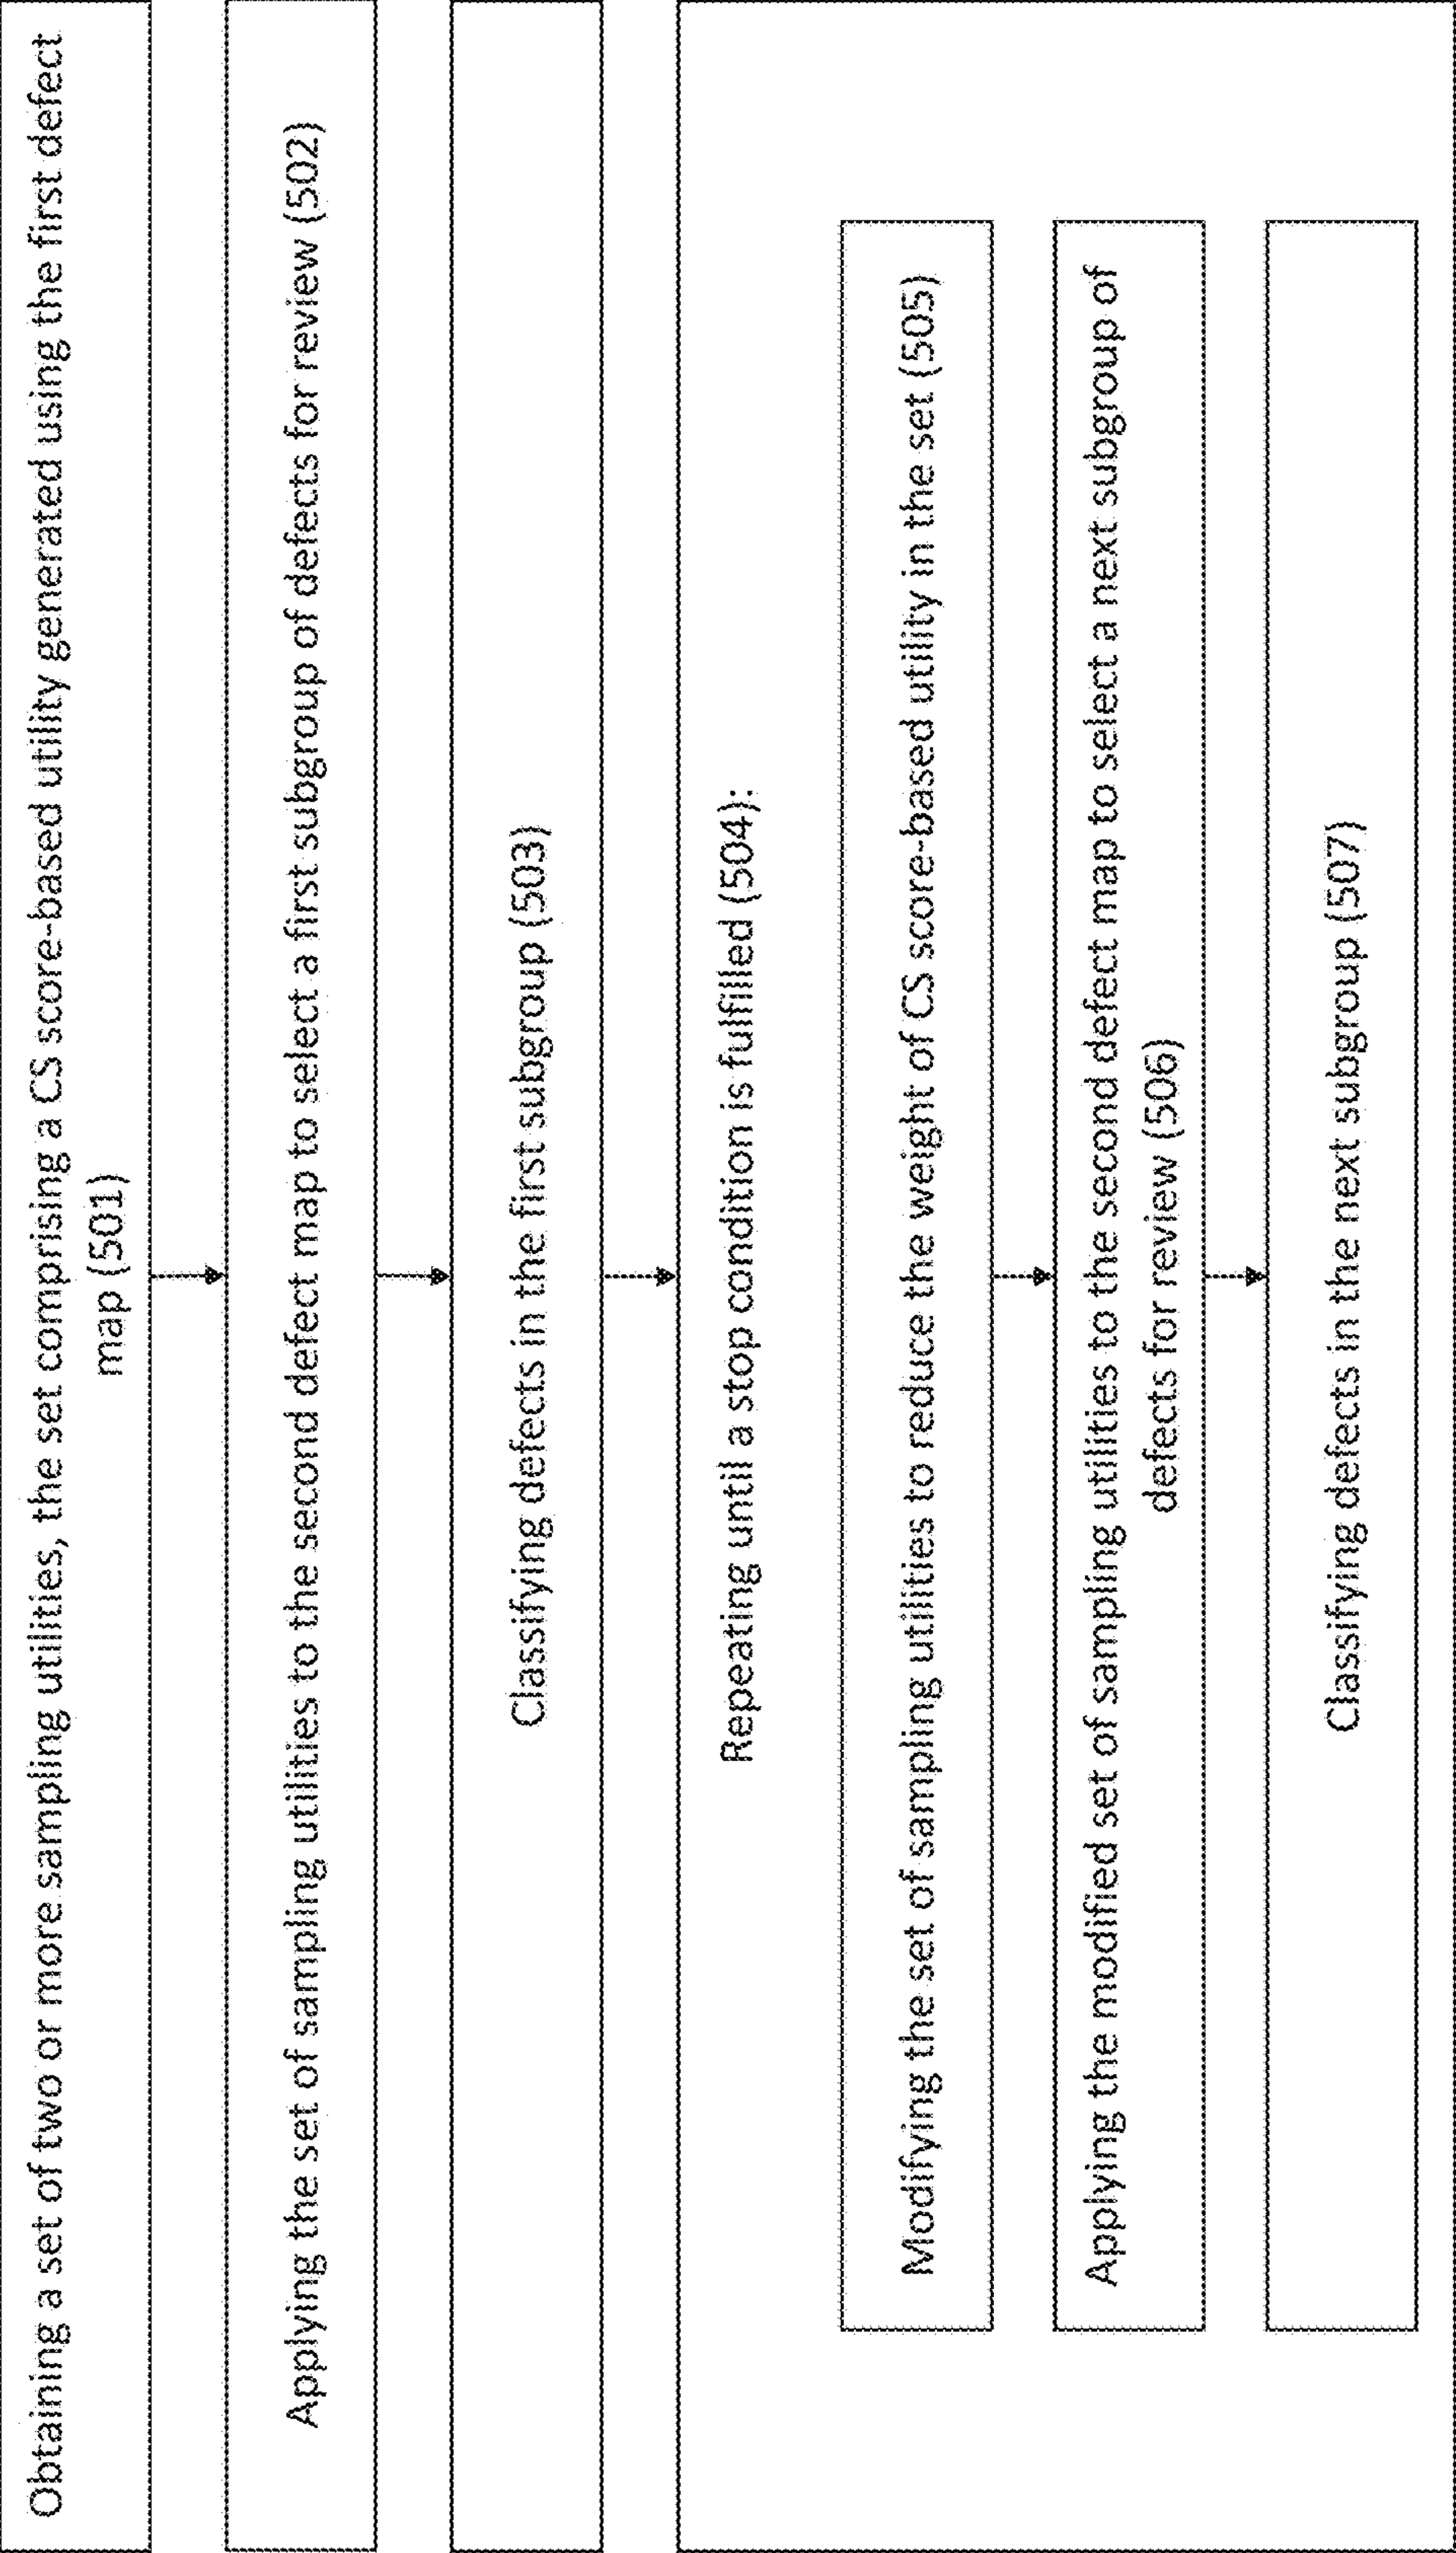 Obtaining a set of two or more sampling utilities, the set comprising a CS score-based utility generated using the first defect
map (501)
Applying the set of sampling utilities to the second defect map to select a first subgroup of defects for review (502)
Classifying defects in the first subgroup (503)
Repeating until a stop condition is fulfilled (504):
Modifying the set of sampling utilities to reduce the weight of CS score-based utility in the set (505)
Applying the modified set of sampling utilities to the second defect map to select a next subgroup of
defects for review (506)
Classifying defects in the next subgroup (507)